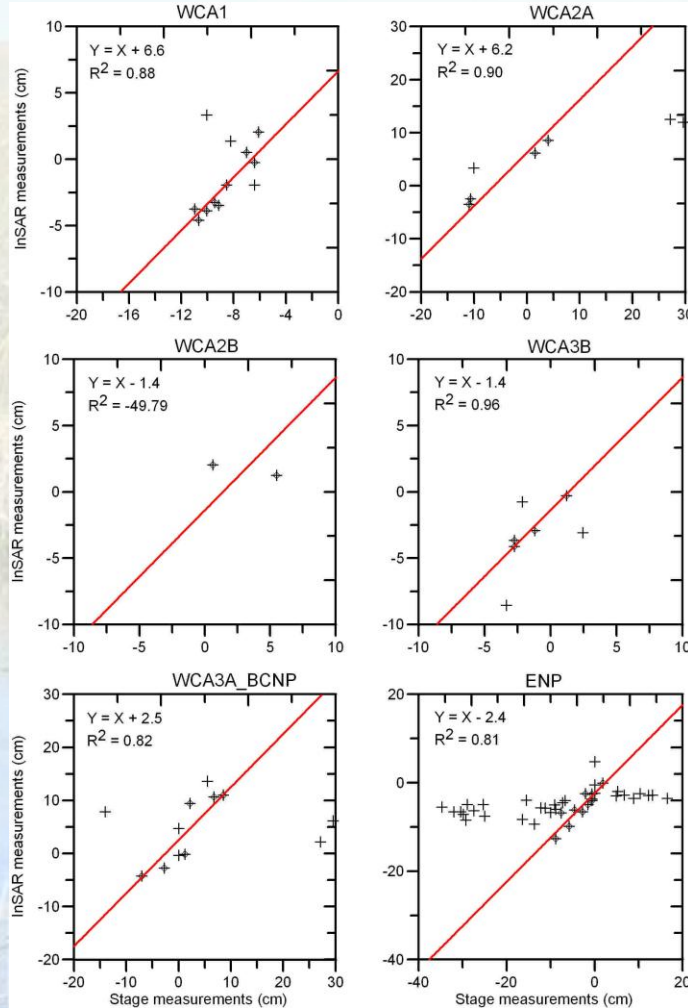 WCA1
Y = X + 6.6
R² = 0.88
InSAR measurements (cm)
10
5
0
-5
-10
-20 -16 -12 -8 -4 0
WCA2A
Y = X + 6.2
R² = 0.90
30
20
10
0
-10
-20
-20 -10 0 10 20 30
WCA2B
Y = X - 1.4
R² = -49.79
InSAR measurements (cm)
10
5
0
-5
-10
-10 -5 0 5 10
WCA3B
Y = X - 1.4
R² = 0.96
10
5
0
-5
-10
-10 -5 0 5 10
WCA3A_BCNP
Y = X + 2.5
R² = 0.82
InSAR measurements (cm)
30
20
10
0
-10
-20
-20 -10 0 10 20 30
Stage measurements (cm)
ENP
Y = X - 2.4
R² = 0.81
20
0
-20
-40
-40 -30 -20 -10 0 10 20
Stage measurements (cm)